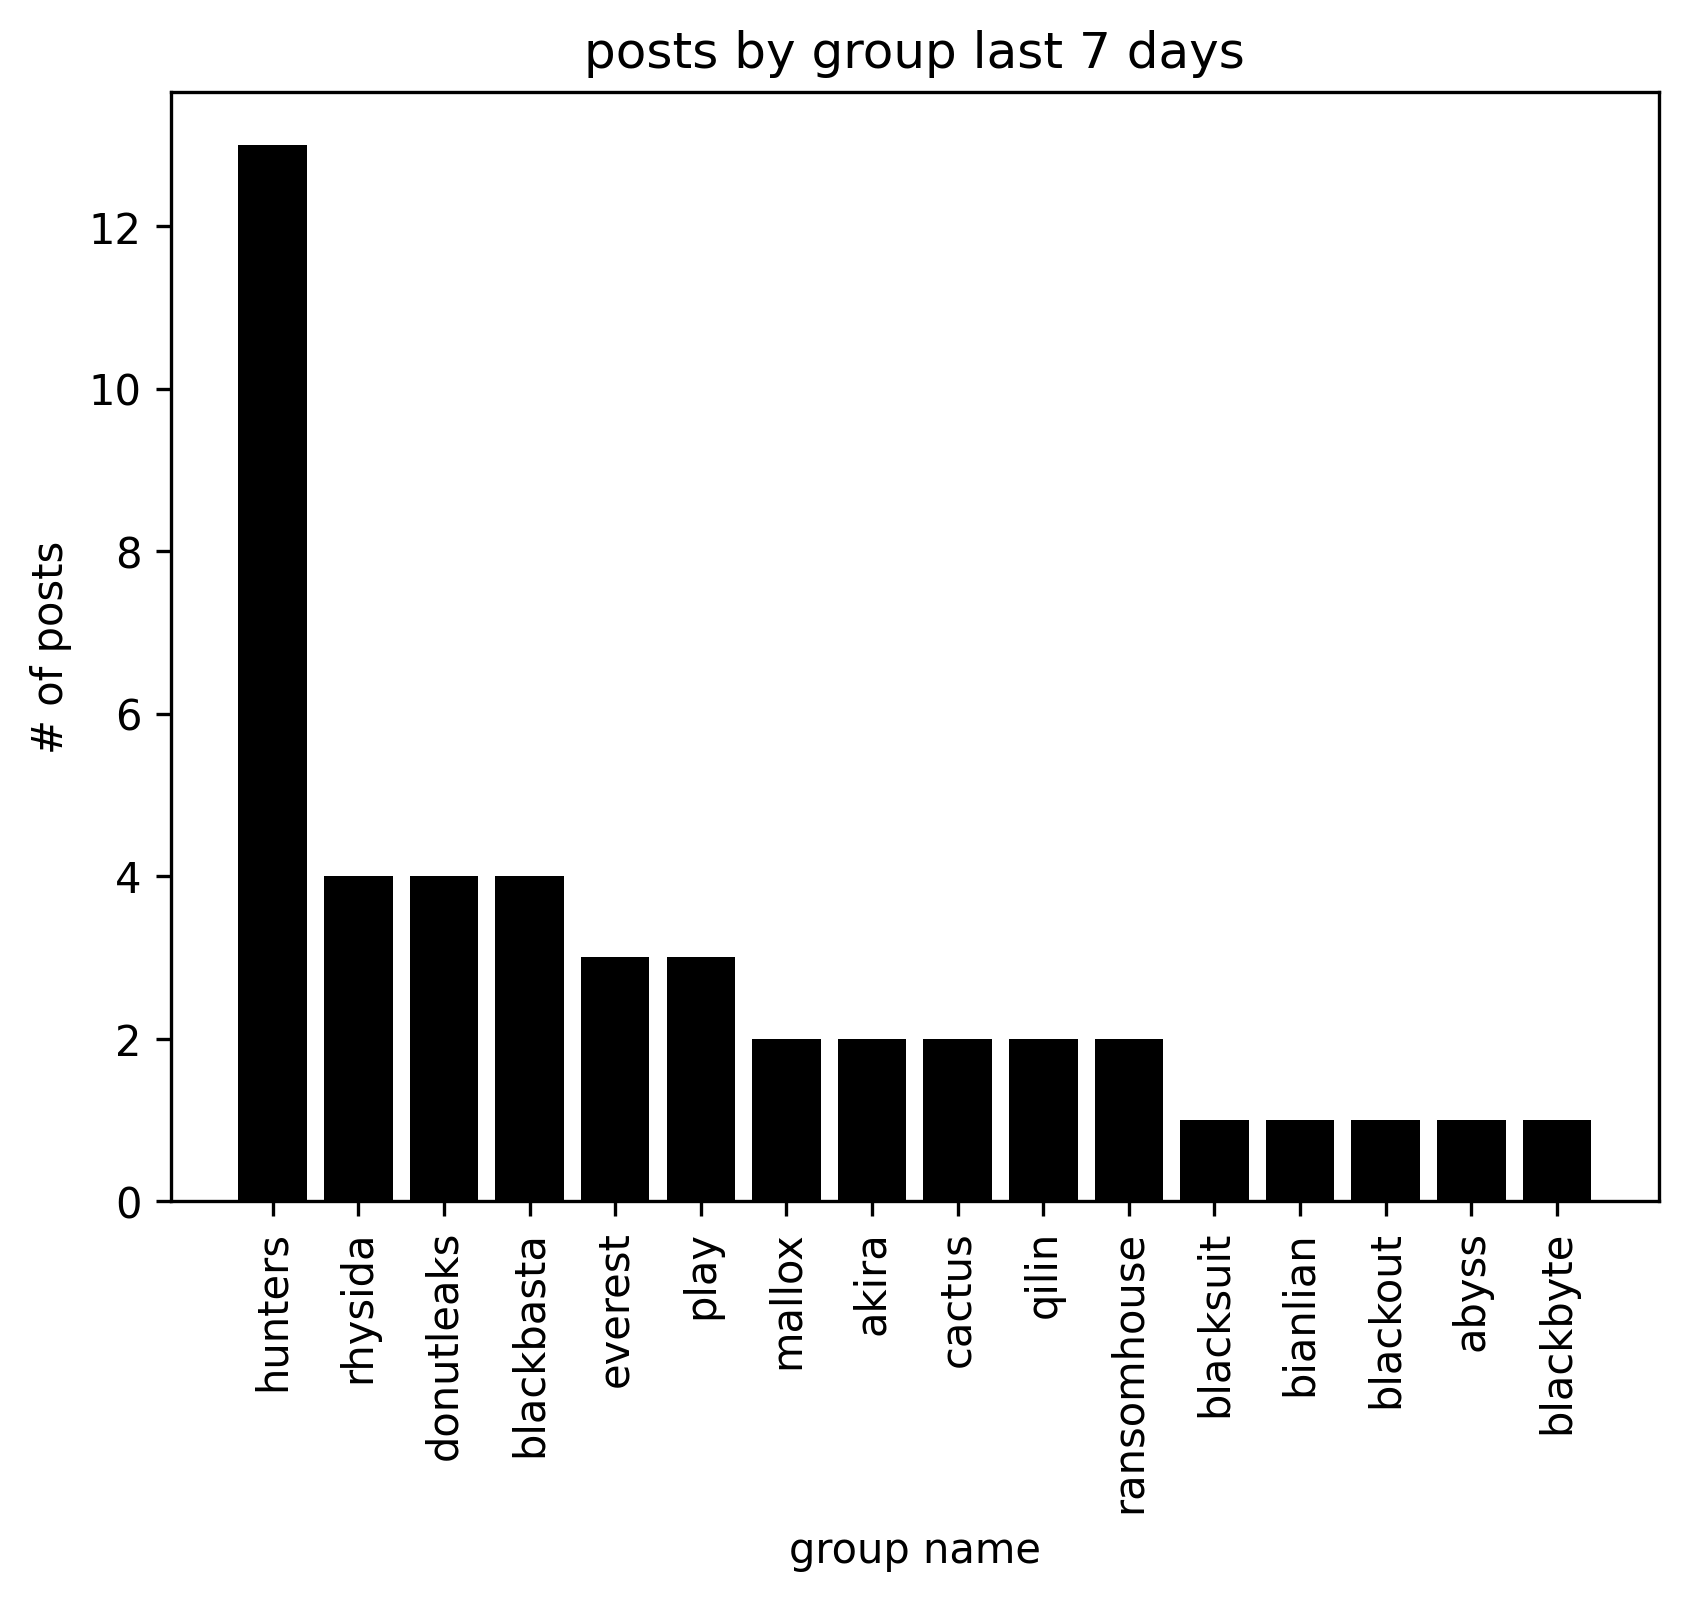 posts by group last 7 days
# of posts
12
10
8
6
4
2
0
hunters
rhysida
donutleaks
blackbasta
everest
play
mallox
akira
cactus
qilin
ransomhouse
blacksuit
bianlian
blackout
abyss
blackbyte
group name